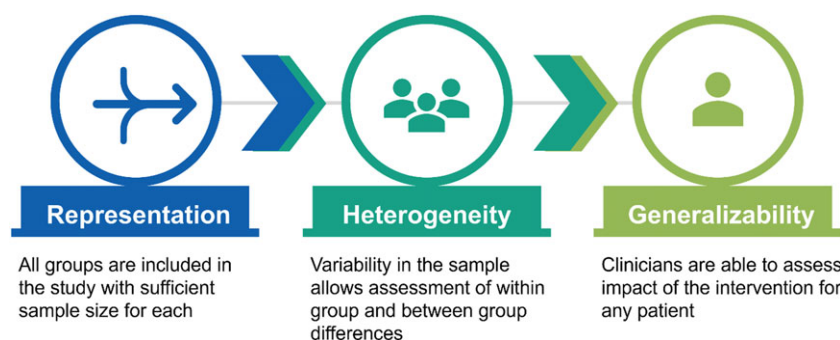 Representation
All groups are included in
the study with sufficient
sample size for each
Heterogeneity
Variability in the sample
allows assessment of within
group and between group
differences
Generalizability
Clinicians are able to assess
impact of the intervention for
any patient